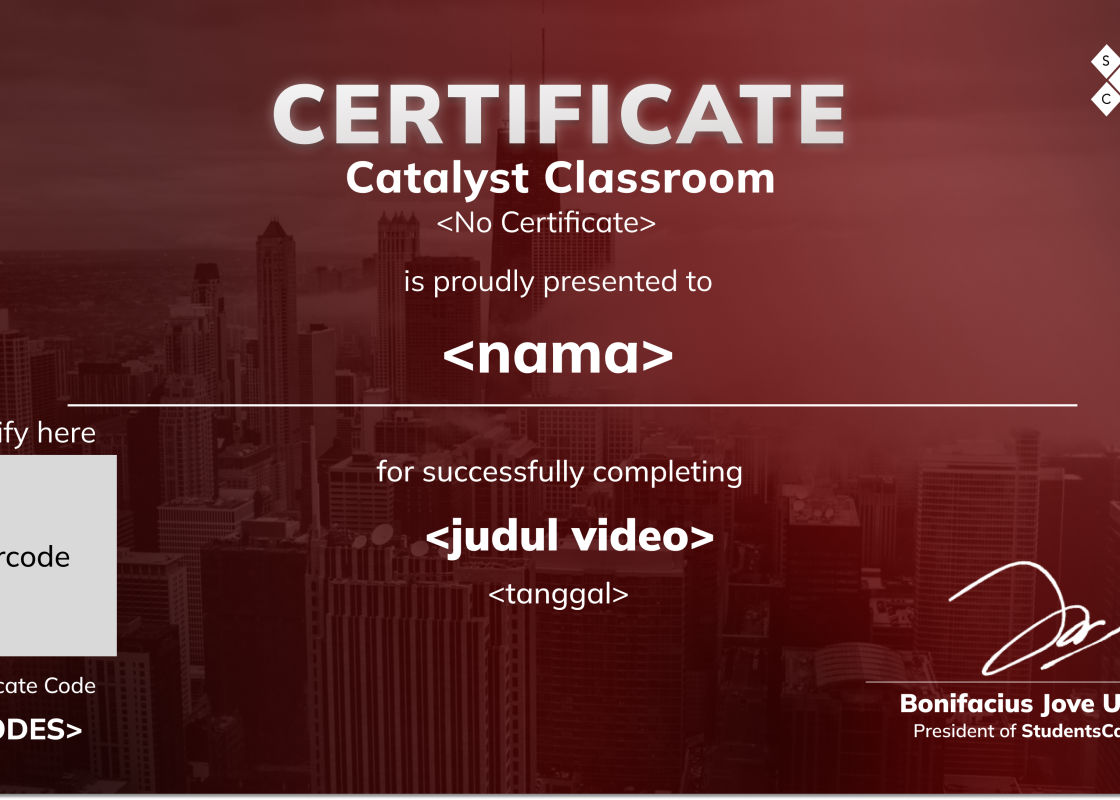 S
C
CERTIFICATE
Catalyst Classroom
<No Certificate>
is proudly presented to
<nama>
ify here
for successfully completing
<judul video>
rcode
<tanggal>
cate Code
ODES>
Bonifacius Jove U
President of StudentsCa